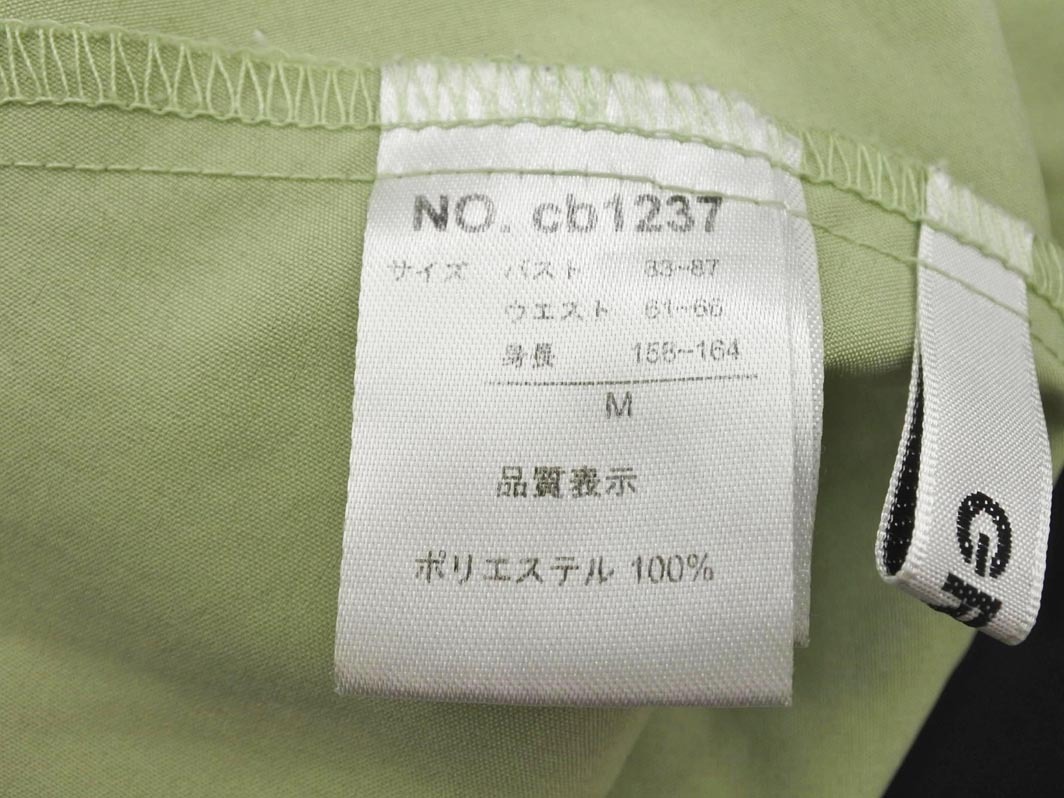 NO. cb1237
サイズ バスト 83~87
ウエスト 61~66
身長 158~164
M
品質表示
ポリエステル 100%